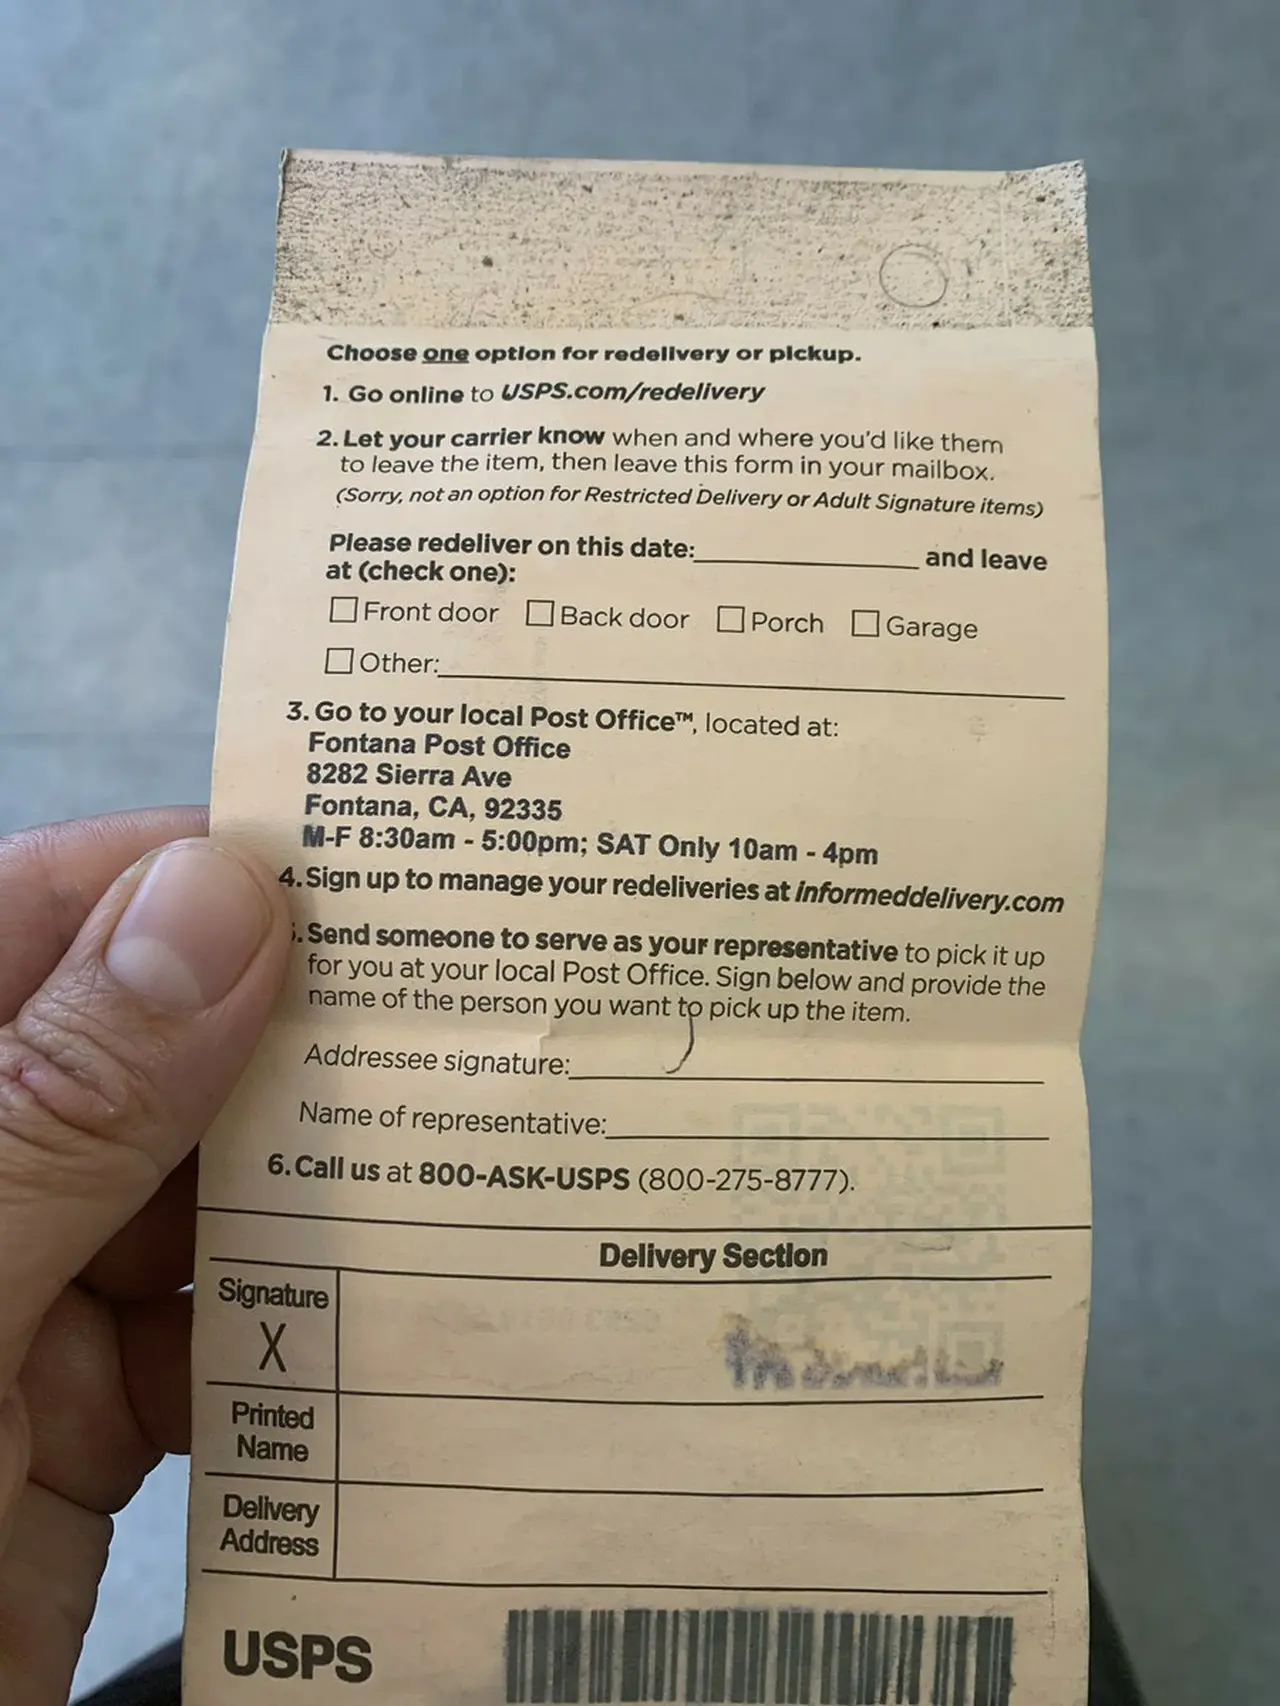 Choose one option for redelivery or pickup.
1. Go online to USPS.com/redelivery
2. Let your carrier know when and where you'd like them
to leave the item, then leave this form in your mailbox.
(Sorry, not an option for Restricted Delivery or Adult Signature items)
Please redeliver on this date: and leave
at (check one):
Front door Back door Porch Garage
Other:
3. Go to your local Post Office™, located at:
Fontana Post Office
8282 Sierra Ave
Fontana, CA, 92335
M-F 8:30am - 5:00pm; SAT Only 10am - 4pm
4. Sign up to manage your redeliveries at informeddelivery.com
. Send someone to serve as your representative to pick it up
for you at your local Post Office. Sign below and provide the
name of the person you want to pick up the item.
Addressee signature:
Name of representative:
6. Call us at 800-ASK-USPS (800-275-8777).
Delivery Section
Signature
X
Printed
Name
Delivery
Address
USPS